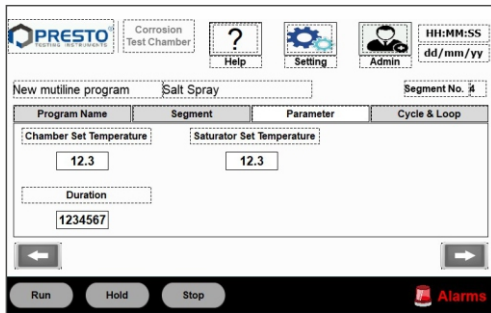 PRESTO
TESTING INSTRUMENTS
Corrosion
Test Chamber
?
Help
Setting
Admin
HH:MM:SS
dd/mm/yy
New mutiline program
Salt Spray
Segment No. 4
Program Name
Segment
Parameter
Cycle & Loop
Chamber Set Temperature
Saturator Set Temperature
12.3
12.3
Duration
1234567
Run
Hold
Stop
Alarms